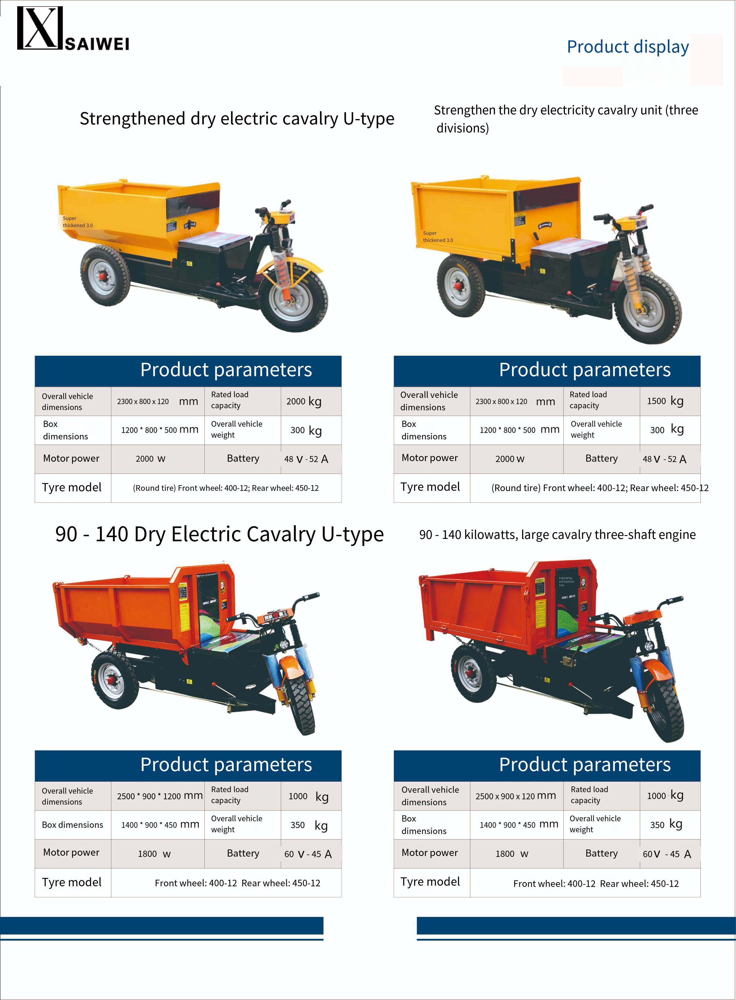 X SAIWEI
Product display
Strengthened dry electric cavalry U-type
Strengthen the dry electricity cavalry unit (three
divisions)
Super
thickened 3.0
Super
thickened 3.0
Product parameters
Overall vehicle
dimensions
2300 x 800 x 120 mm
Rated load
capacity
2000 kg
Box
dimensions
1200 * 800 * 500 mm
Overall vehicle
weight
300 kg
Motor power
2000 w
Battery
48 V - 52 A
Tyre model
(Round tire) Front wheel: 400-12; Rear wheel: 450-12
Product parameters
Overall vehicle
dimensions
2300 x 800 x 120 mm
Rated load
capacity
1500 kg
Box
dimensions
1200 * 800 * 500 mm
Overall vehicle
weight
300 kg
Motor power
2000 w
Battery
48 V - 52 A
Tyre model
(Round tire) Front wheel: 400-12; Rear wheel: 450-12
90 - 140 Dry Electric Cavalry U-type
90 - 140 kilowatts, large cavalry three-shaft engine
赛威重工
Engineering
and Electrical
Tour
Product parameters
Overall vehicle
dimensions
2500 * 900 * 1200 mm
Rated load
capacity
1000 kg
Box dimensions
1400 * 900 * 450 mm
Overall vehicle
weight
350 kg
Motor power
1800 w
Battery
60 V - 45 A
Tyre model
Front wheel: 400-12 Rear wheel: 450-12
Product parameters
Overall vehicle
dimensions
2500 x 900 x 120 mm
Rated load
capacity
1000 kg
Box
dimensions
1400 * 900 * 450 mm
Overall vehicle
weight
350 kg
Motor power
1800 w
Battery
60 V - 45 A
Tyre model
Front wheel: 400-12 Rear wheel: 450-12